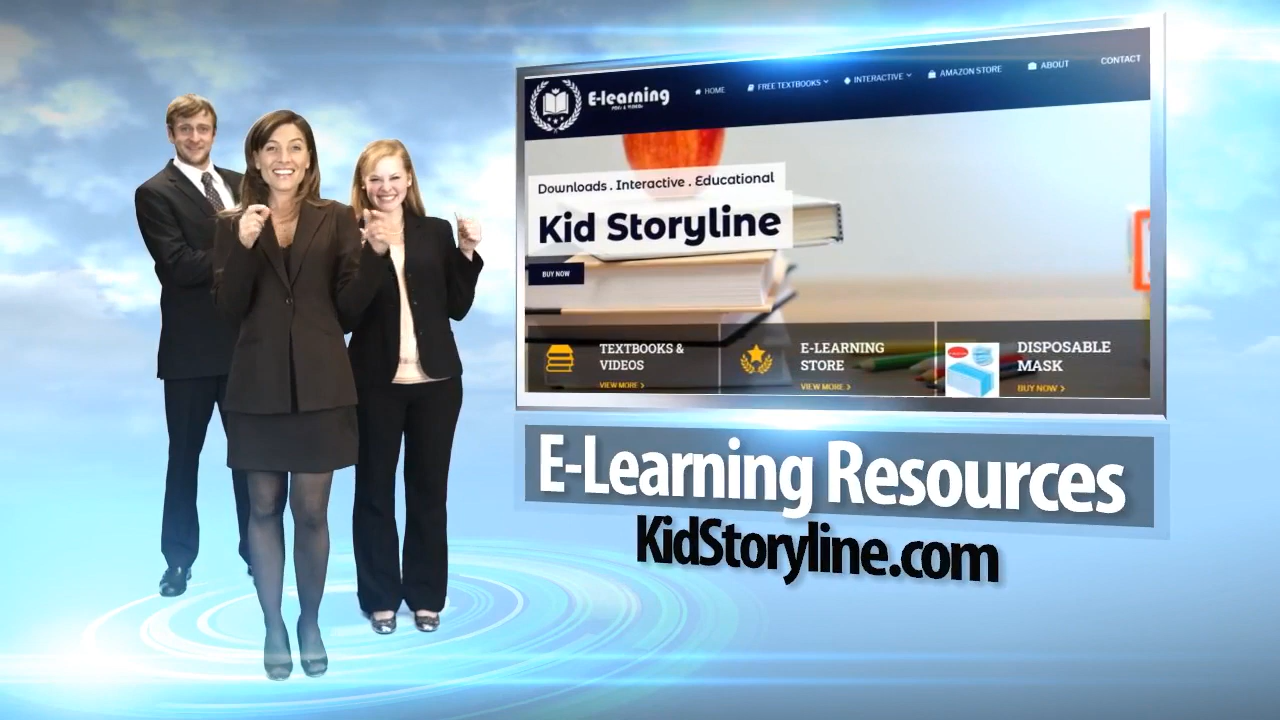 E-learning
HOME
FREE TEXTBOOKS
INTERACTIVE
AMAZON STORE
ABOUT
CONTACT
Downloads . Interactive . Educational
Kid Storyline
BUY NOW
TEXTBOOKS &
VIDEOS
VIEW MORE >
E-LEARNING
STORE
VIEW MORE >
DISPOSABLE
MASK
BUY NOW >
E-Learning Resources
KidStoryline.com